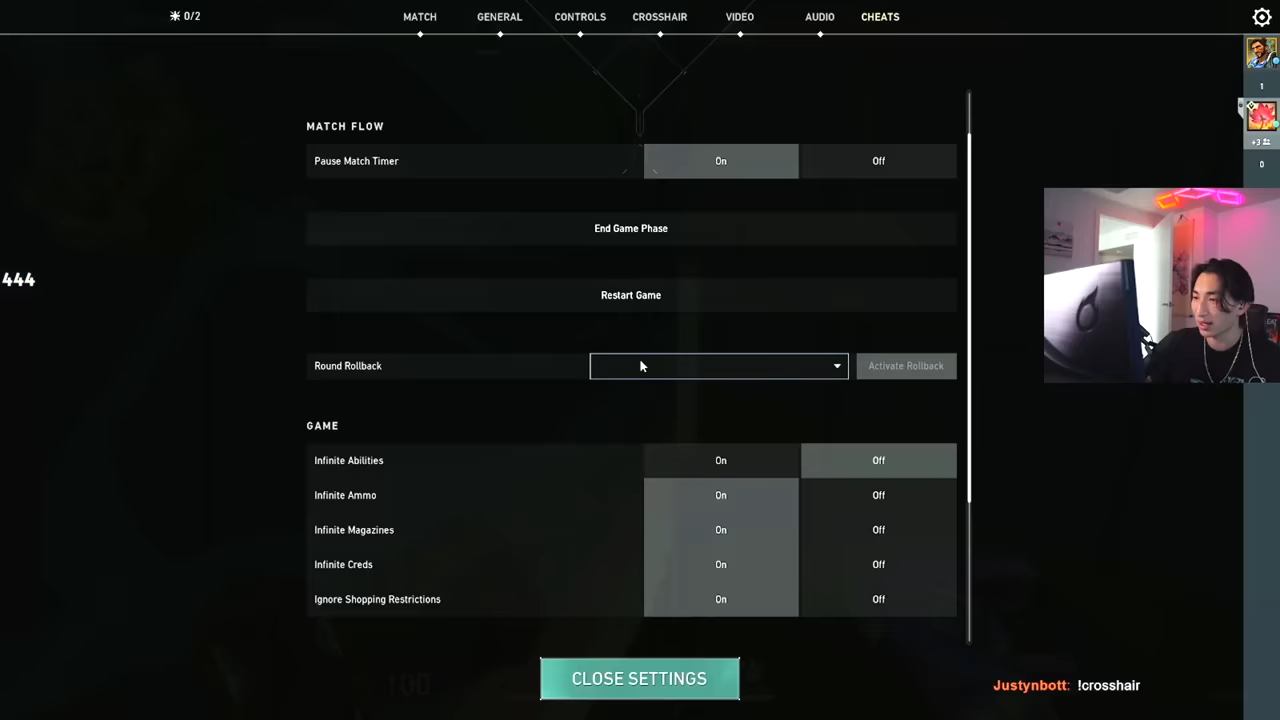 0/2
MATCH
GENERAL
CONTROLS
CROSSHAIR
VIDEO
AUDIO
CHEATS
1
+3
0
MATCH FLOW
Pause Match Timer On Off
End Game Phase
444
Restart Game
Round Rollback Activate Rollback
GAME
Infinite Abilities On Off
Infinite Ammo On Off
Infinite Magazines On Off
Infinite Creds On Off
Ignore Shopping Restrictions On Off
CLOSE SETTINGS
100
Justynbott: !crosshair